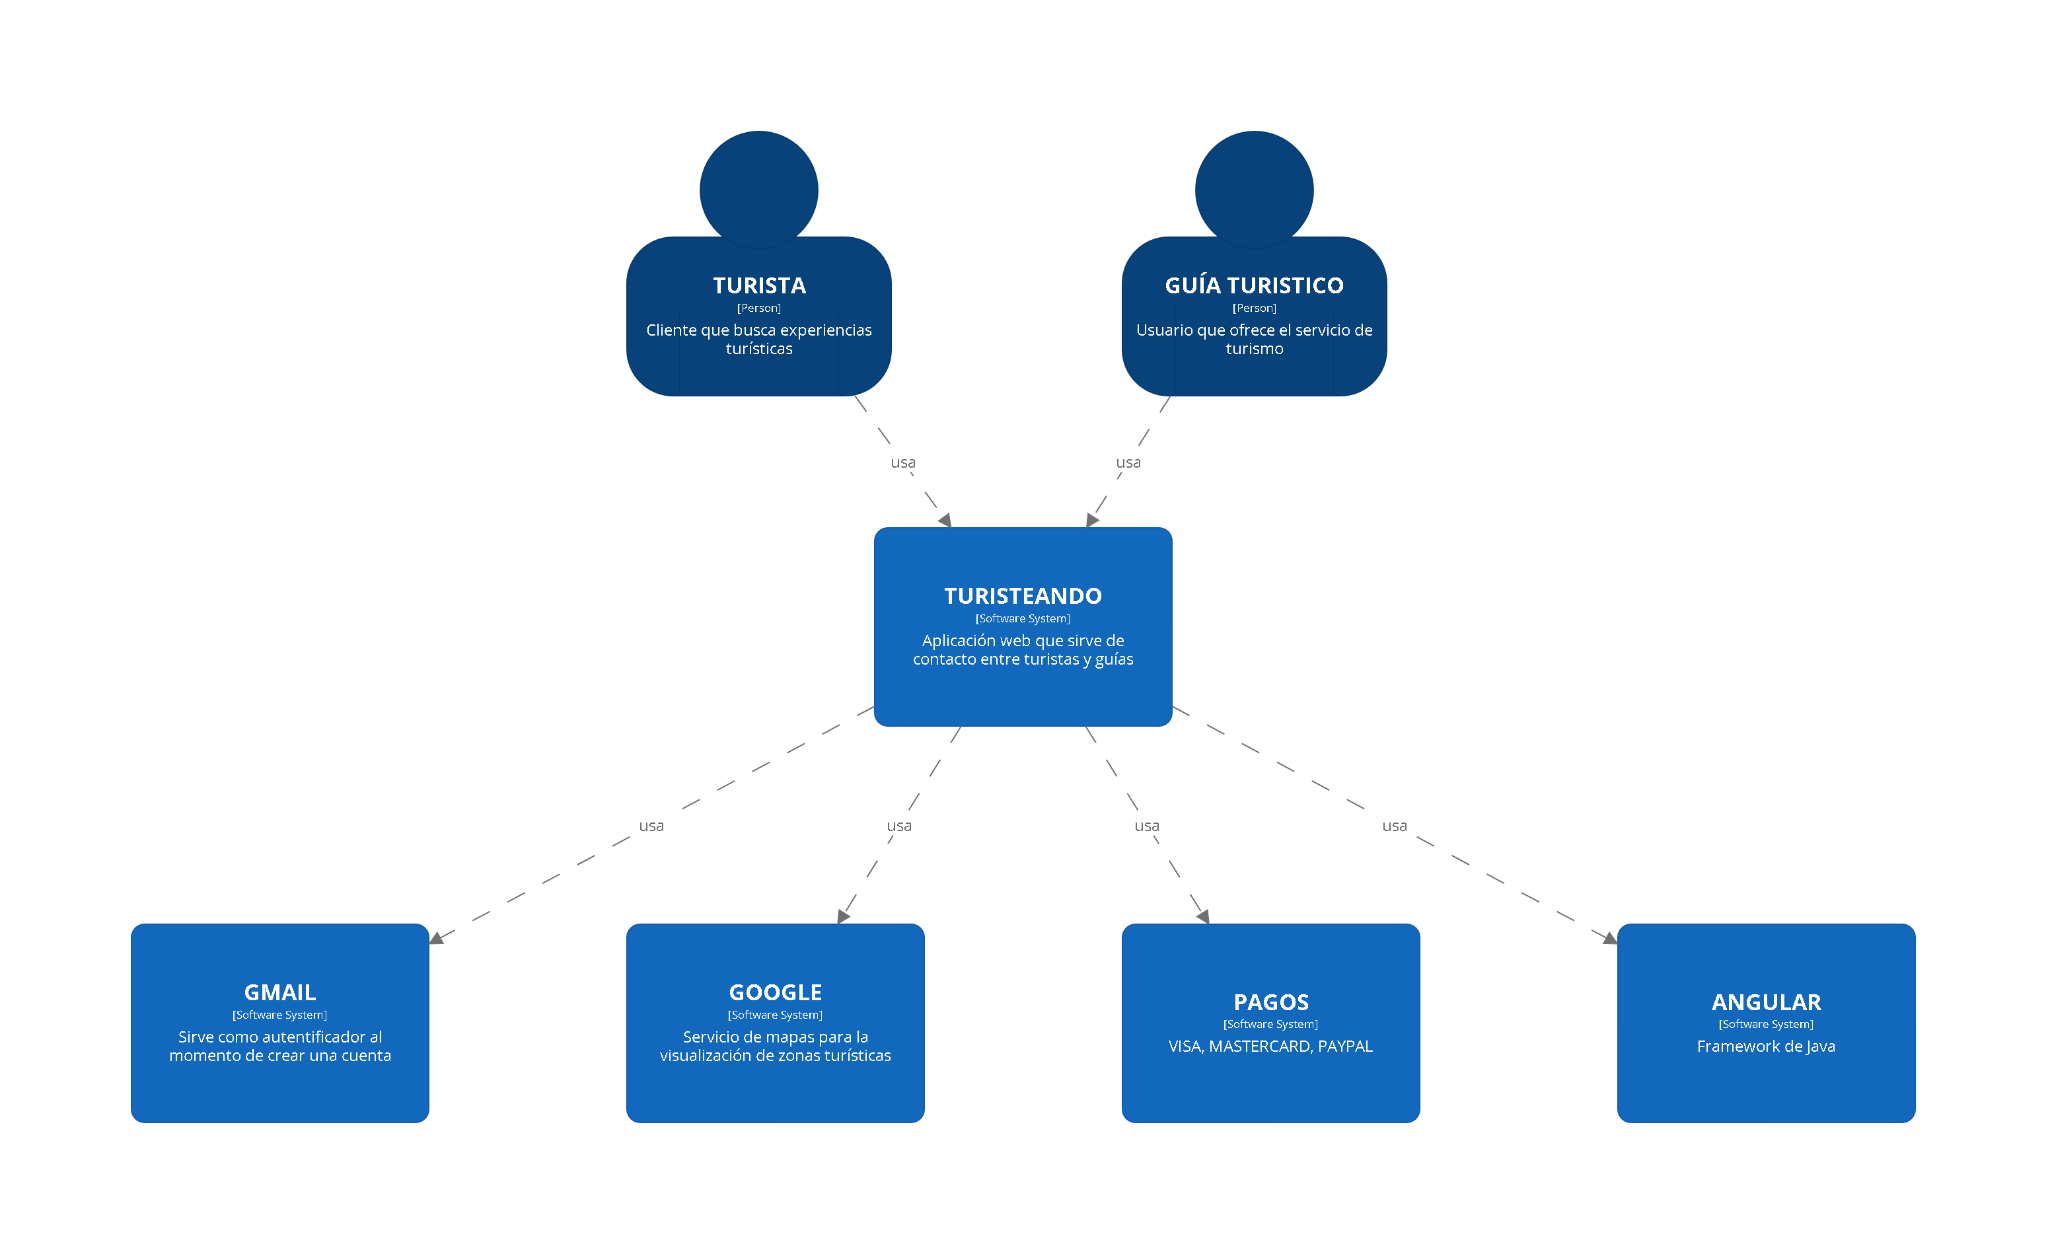 TURISTA
[Person]
Cliente que busca experiencias
turísticas
GUÍA TURISTICO
[Person]
Usuario que ofrece el servicio de
turismo
usa
usa
TURISTEANDO
[Software System]
Aplicación web que sirve de
contacto entre turistas y guías
usa
usa
usa
usa
GMAIL
[Software System]
Sirve como autentificador al
momento de crear una cuenta
GOOGLE
[Software System]
Servicio de mapas para la
visualización de zonas turísticas
PAGOS
[Software System]
VISA, MASTERCARD, PAYPAL
ANGULAR
[Software System]
Framework de Java